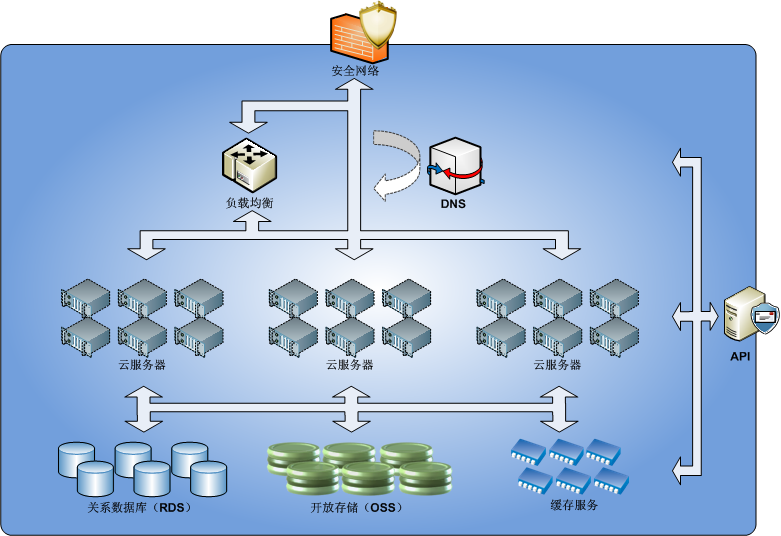 安全网络
负载均衡
DNS
云服务器
云服务器
云服务器
API
关系数据库（RDS）
开放存储（OSS）
缓存服务